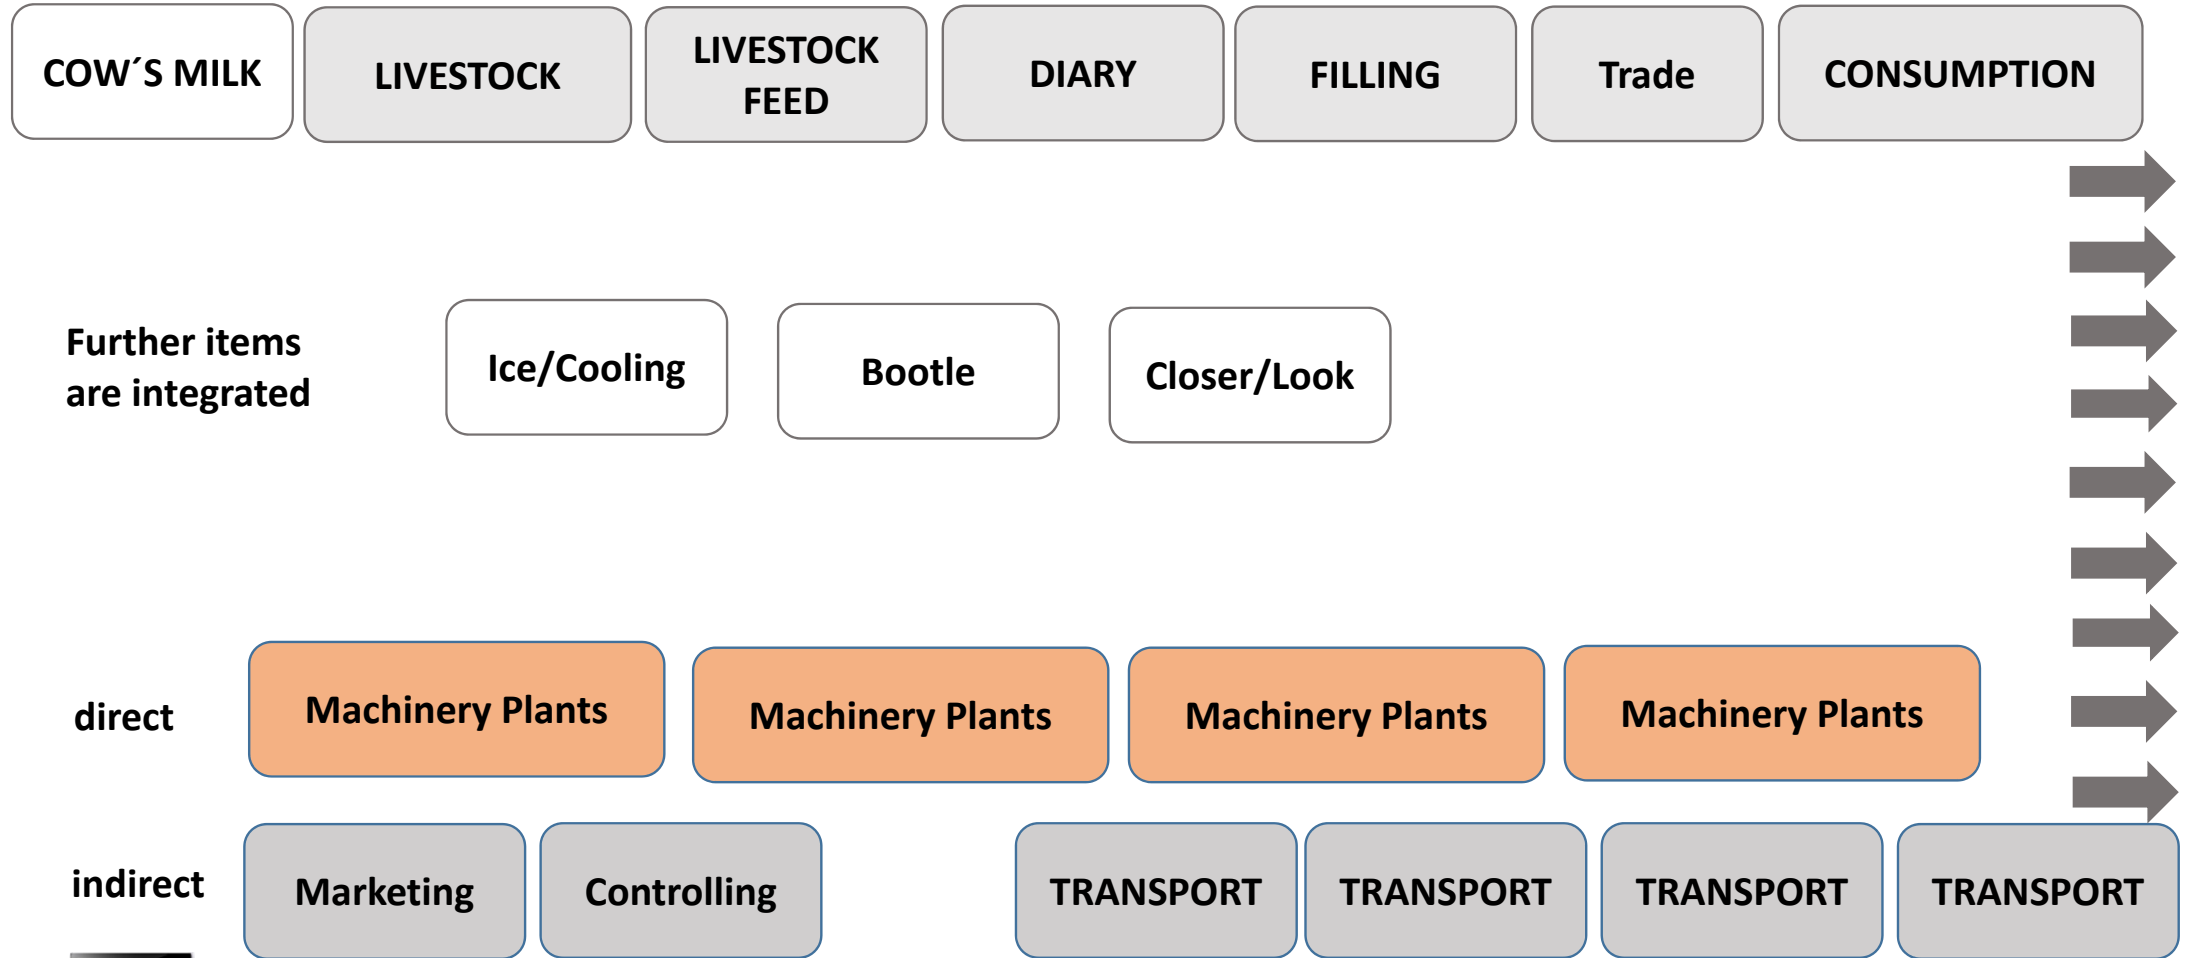 COW´S MILK
LIVESTOCK
LIVESTOCK
FEED
DIARY
FILLING
Trade
CONSUMPTION
Further items
are integrated
Ice/Cooling
Bootle
Closer/Look
direct
Machinery Plants
Machinery Plants
Machinery Plants
Machinery Plants
indirect
Marketing
Controlling
TRANSPORT
TRANSPORT
TRANSPORT
TRANSPORT